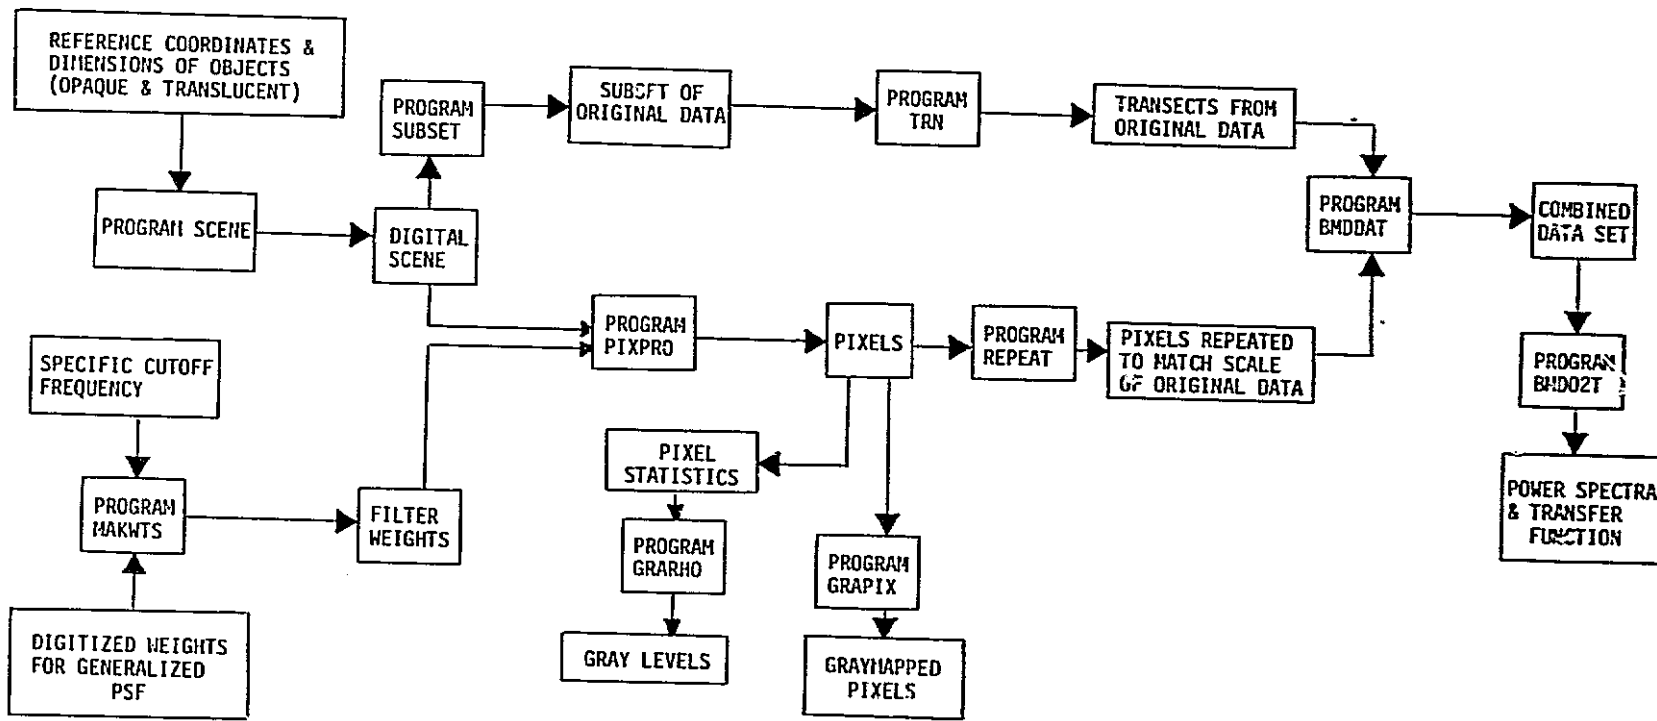 REFERENCE COORDINATES &
DIMENSIONS OF OBJECTS
(OPAQUE & TRANSLUCENT)
PROGRAM SCENE
DIGITAL
SCENE
PROGRAM
SUBSET
SUBSET OF
ORIGINAL DATA
PROGRAM
TRN
TRANSECTS FROM
ORIGINAL DATA
PROGRAM
BMDDAT
COMBINED
DATA SET
PROGRAM
BMD02T
POWER SPECTRA
& TRANSFER
FUNCTION
SPECIFIC CUTOFF
FREQUENCY
PROGRAM
MAKWTS
DIGITIZED WEIGHTS
FOR GENERALIZED
PSF
FILTER
WEIGHTS
PROGRAM
PIXPRO
PIXELS
PROGRAM
REPEAT
PIXELS REPEATED
TO MATCH SCALE
OF ORIGINAL DATA
PIXEL
STATISTICS
PROGRAM
GRARHO
GRAY LEVELS
PROGRAM
GRAPIX
GRAYMAPPED
PIXELS